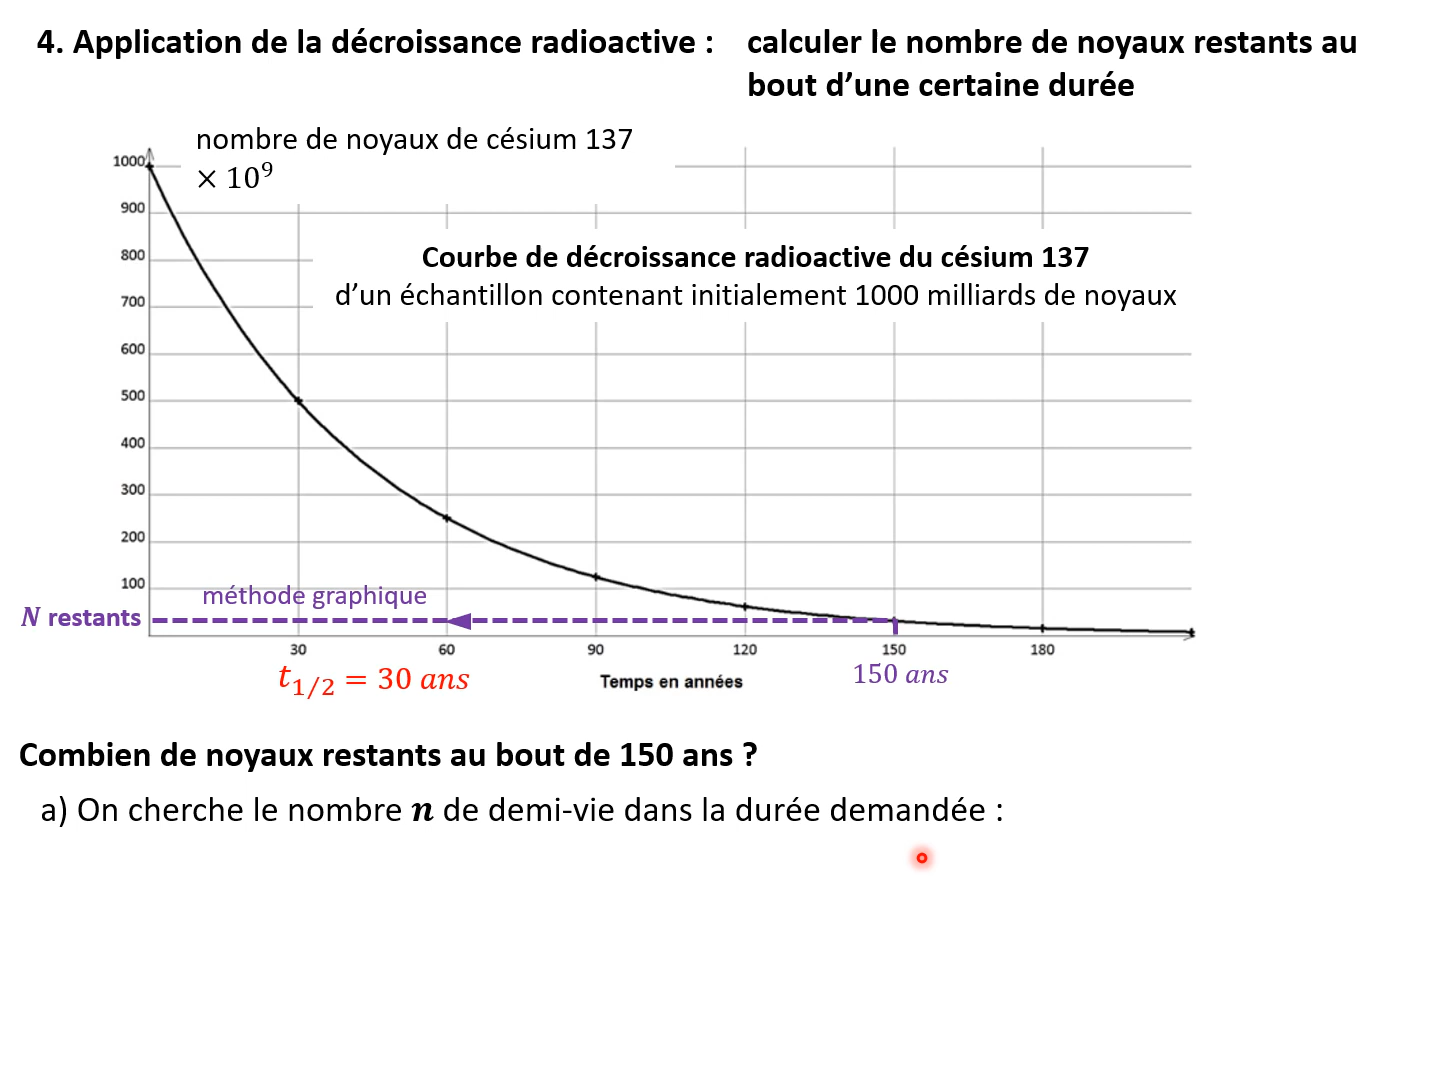 4. Application de la décroissance radioactive : calculer le nombre de noyaux restants au
bout d’une certaine durée
nombre de noyaux de césium 137
× 10⁹
1000
900
800
700
600
500
400
300
200
100
Courbe de décroissance radioactive du césium 137
d’un échantillon contenant initialement 1000 milliards de noyaux
méthode graphique
N restants
30 60 90 120 150 180
t₁/₂ = 30 ans
Temps en années
150 ans
Combien de noyaux restants au bout de 150 ans ?
a) On cherche le nombre n de demi-vie dans la durée demandée :